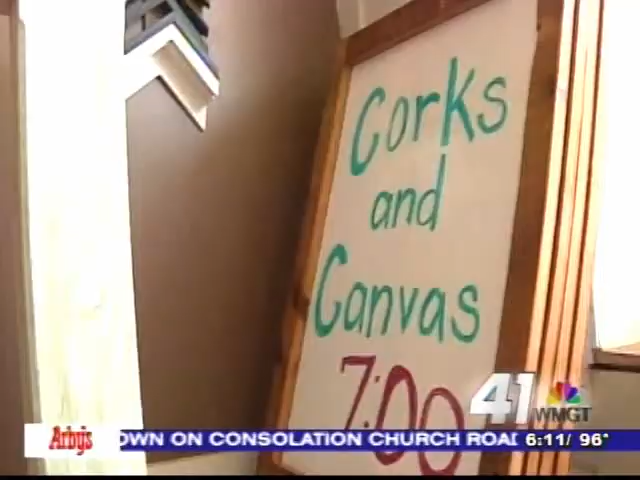 Corks
and
Canvas
7:00
41
WMGT
Arby's
OWN ON CONSOLATION CHURCH ROAD
6:11/ 96°